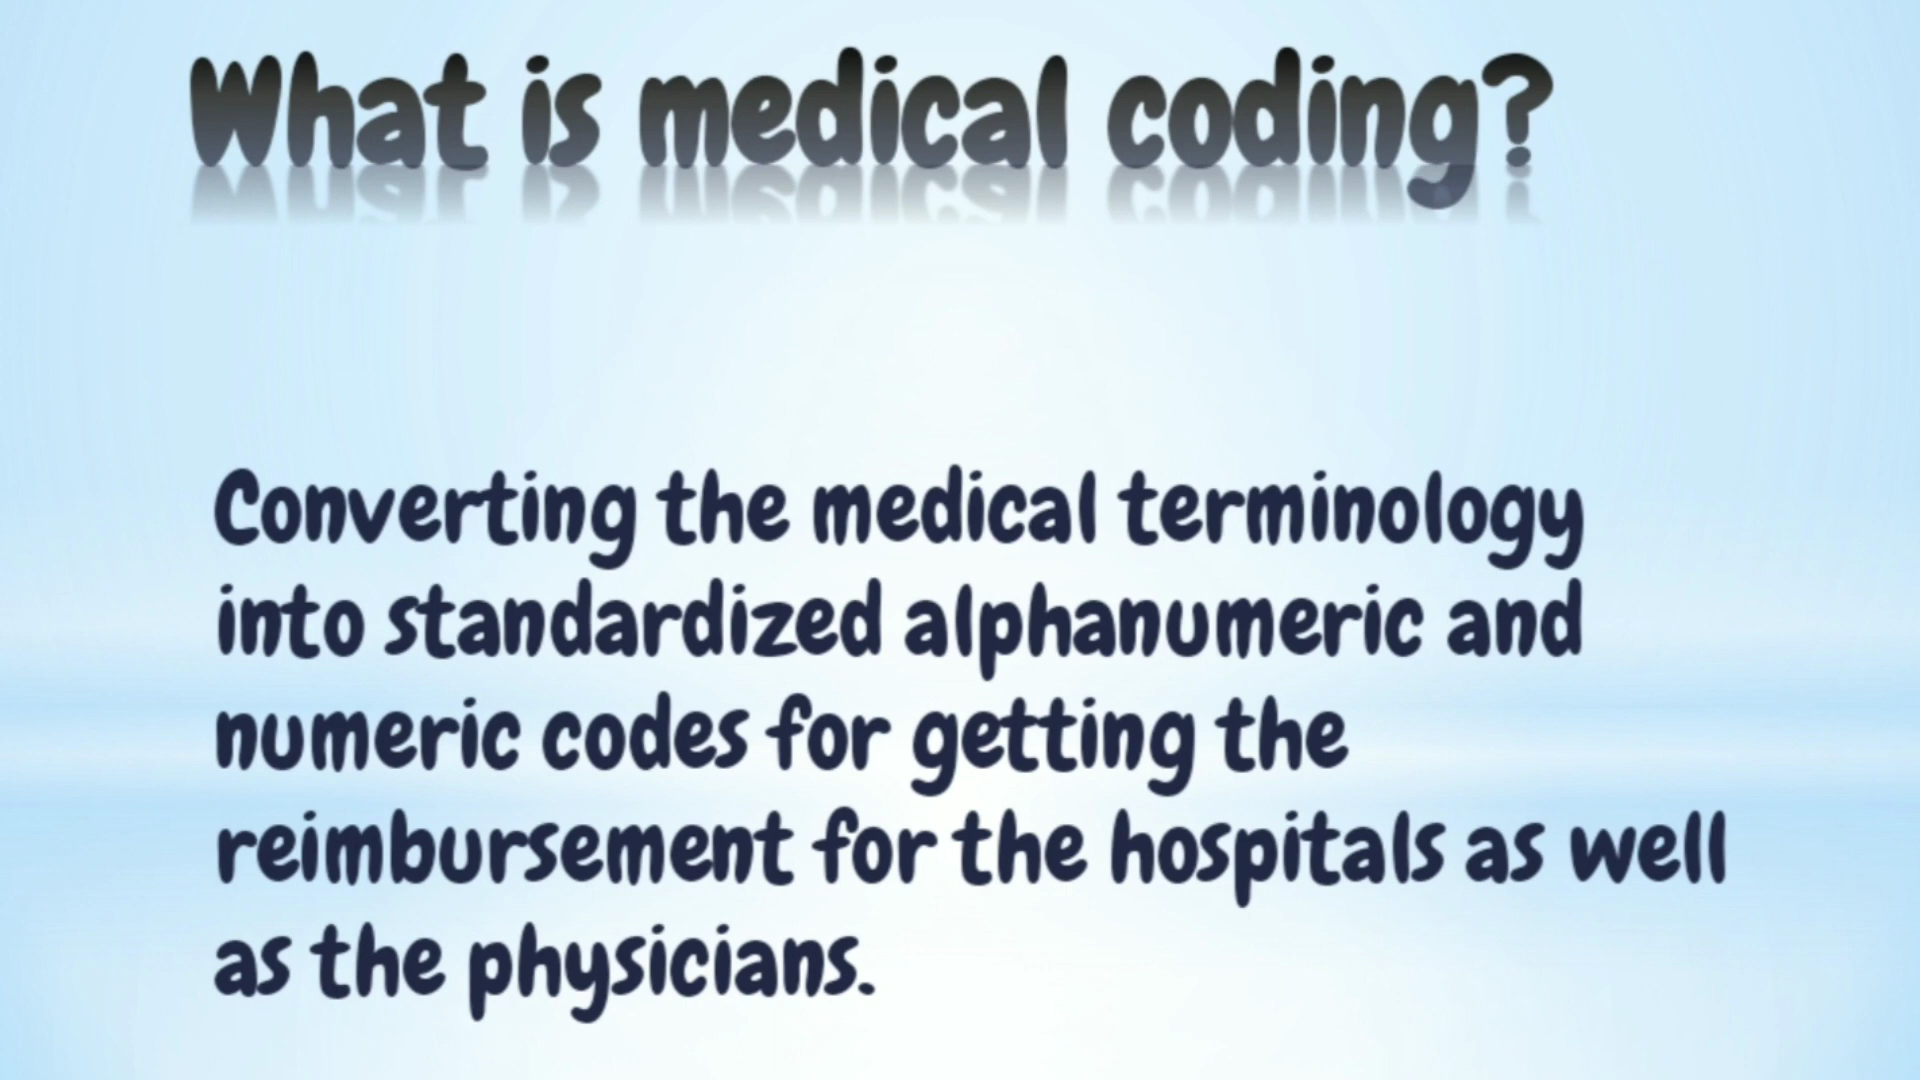 What is medical coding?
Converting the medical terminology
into standardized alphanumeric and
numeric codes for getting the
reimbursement for the hospitals as well
as the physicians.